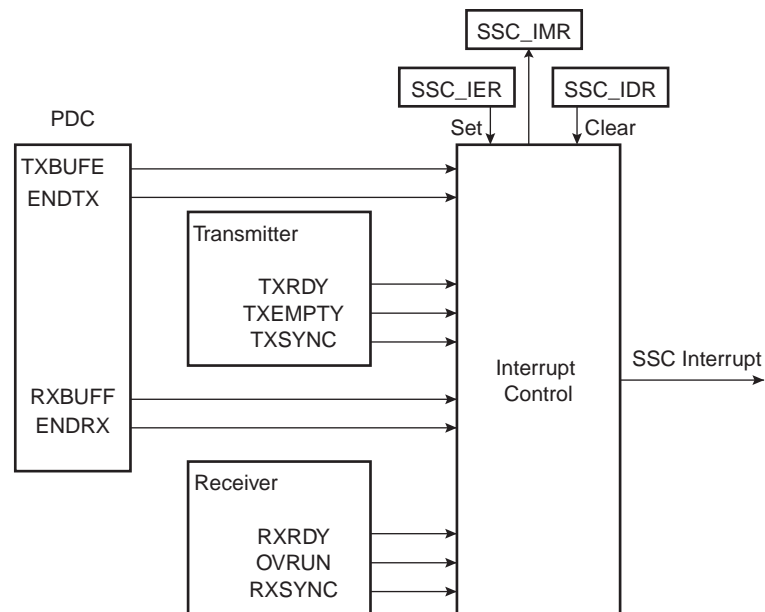 SSC_IMR
SSC_IER
SSC_IDR
PDC
Set
Clear
TXBUFE
ENDTX
Transmitter
TXRDY
TXEMPTY
TXSYNC
RXBUFF
ENDRX
Interrupt
Control
SSC Interrupt
Receiver
RXRDY
OVRUN
RXSYNC